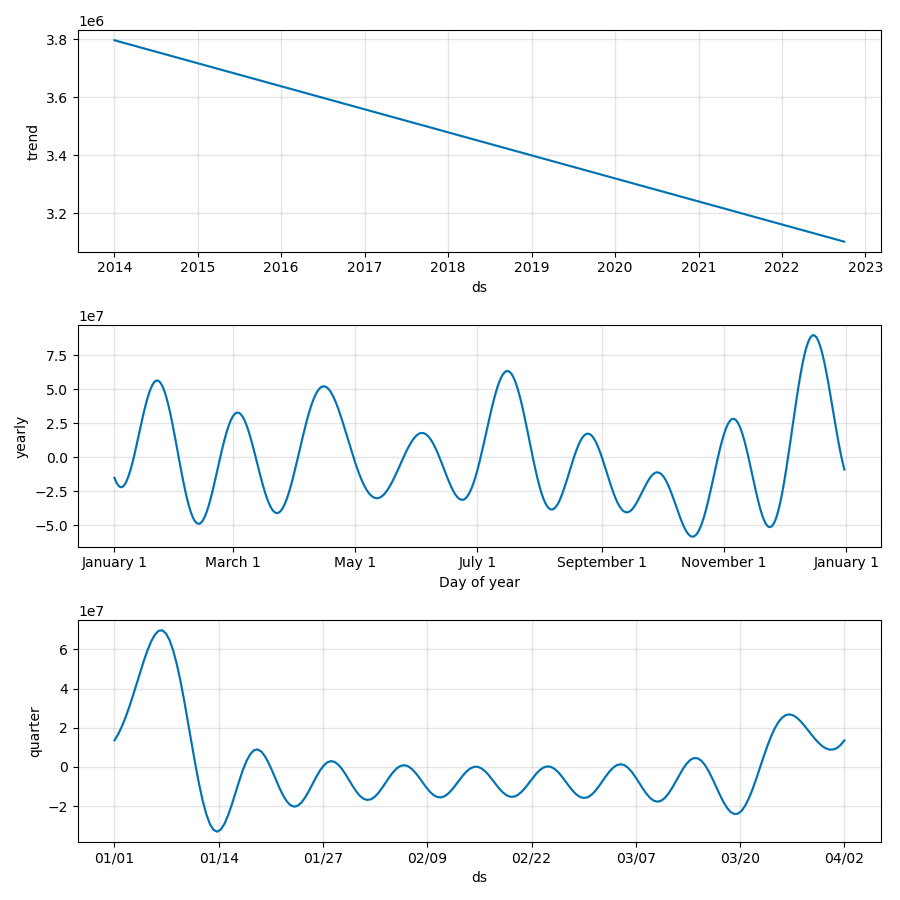 1e6
3.8
3.6
3.4
3.2
trend
2014 2015 2016 2017 2018 2019 2020 2021 2022 2023
ds
1e7
7.5
5.0
2.5
0.0
−2.5
−5.0
yearly
January 1 March 1 May 1 July 1 September 1 November 1 January 1
Day of year
1e7
6
4
2
0
−2
quarter
01/01 01/14 01/27 02/09 02/22 03/07 03/20 04/02
ds